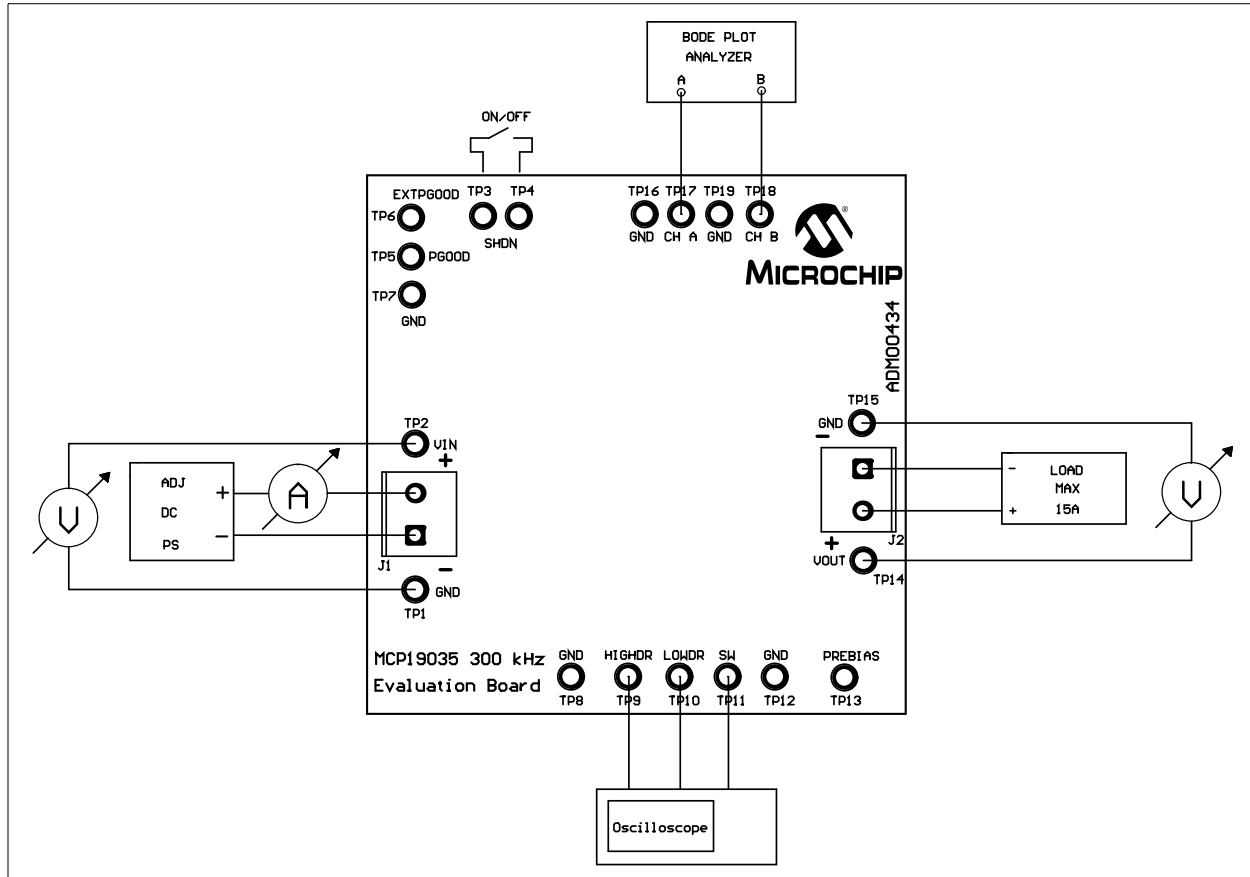 BODE PLOT
ANALYZER
A B
ON/OFF
EXTPGOOD TP3 TP4
TP6
SHDN
TP5 PGOOD
TP7
GND
TP16 TP17 TP19 TP18
GND CH A GND CH B
®
MICROCHIP
ADM00434
TP2
VIN
+
V
ADJ
DC
PS
+
-
A
J1
-
GND
TP1
TP15
GND
-
LOAD
MAX
15A
-
+
V
J2
+
VOUT
TP14
MCP19035 300 kHz
Evaluation Board
GND HIGHDR LOWDR SW GND PREBIAS
TP8 TP9 TP10 TP11 TP12 TP13
Oscilloscope